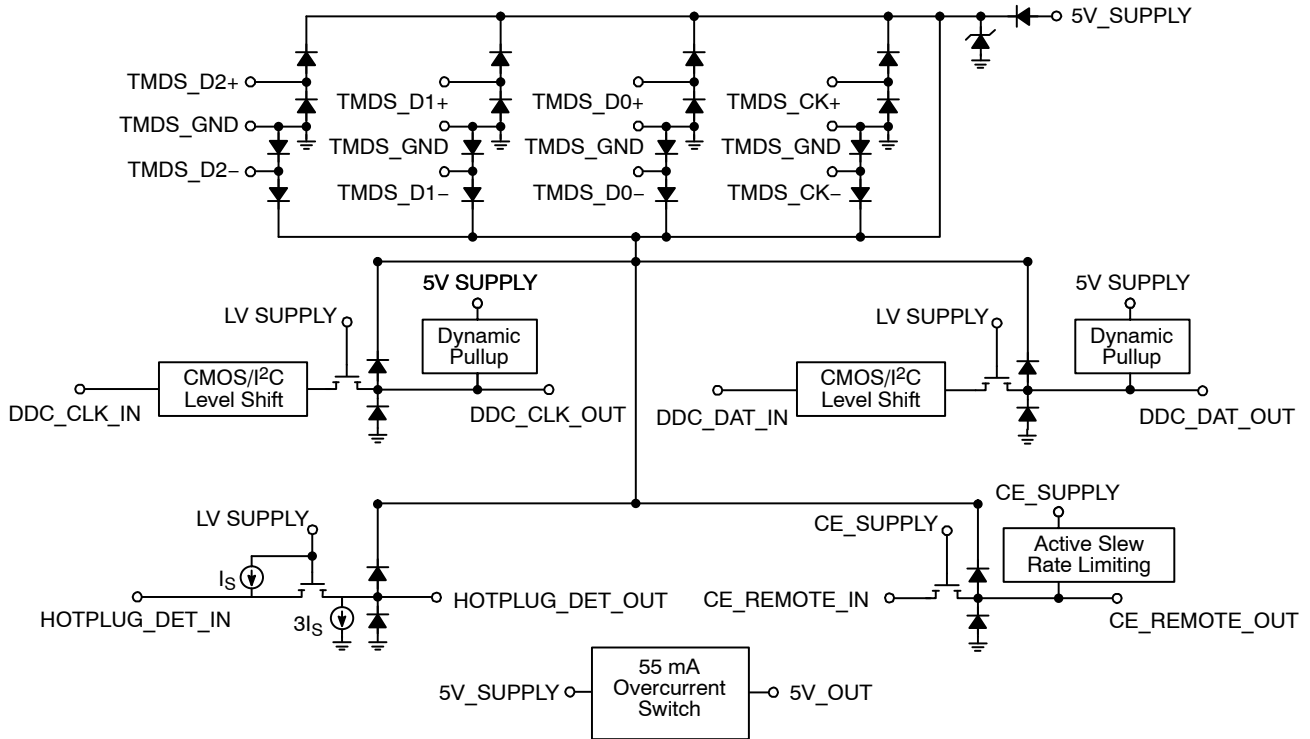 5V_SUPPLY
TMDS_D2+
TMDS_D1+
TMDS_D0+
TMDS_CK+
TMDS_GND
TMDS_GND
TMDS_GND
TMDS_GND
TMDS_D2−
TMDS_D1−
TMDS_D0−
TMDS_CK−
5V SUPPLY
LV SUPPLY
Dynamic
Pullup
CMOS/I²C
Level Shift
DDC_CLK_IN
DDC_CLK_OUT
5V SUPPLY
LV SUPPLY
Dynamic
Pullup
CMOS/I²C
Level Shift
DDC_DAT_IN
DDC_DAT_OUT
LV SUPPLY
I_S
HOTPLUG_DET_IN
3I_S
HOTPLUG_DET_OUT
CE_SUPPLY
CE_SUPPLY
Active Slew
Rate Limiting
CE_REMOTE_IN
CE_REMOTE_OUT
5V_SUPPLY
55 mA
Overcurrent
Switch
5V_OUT